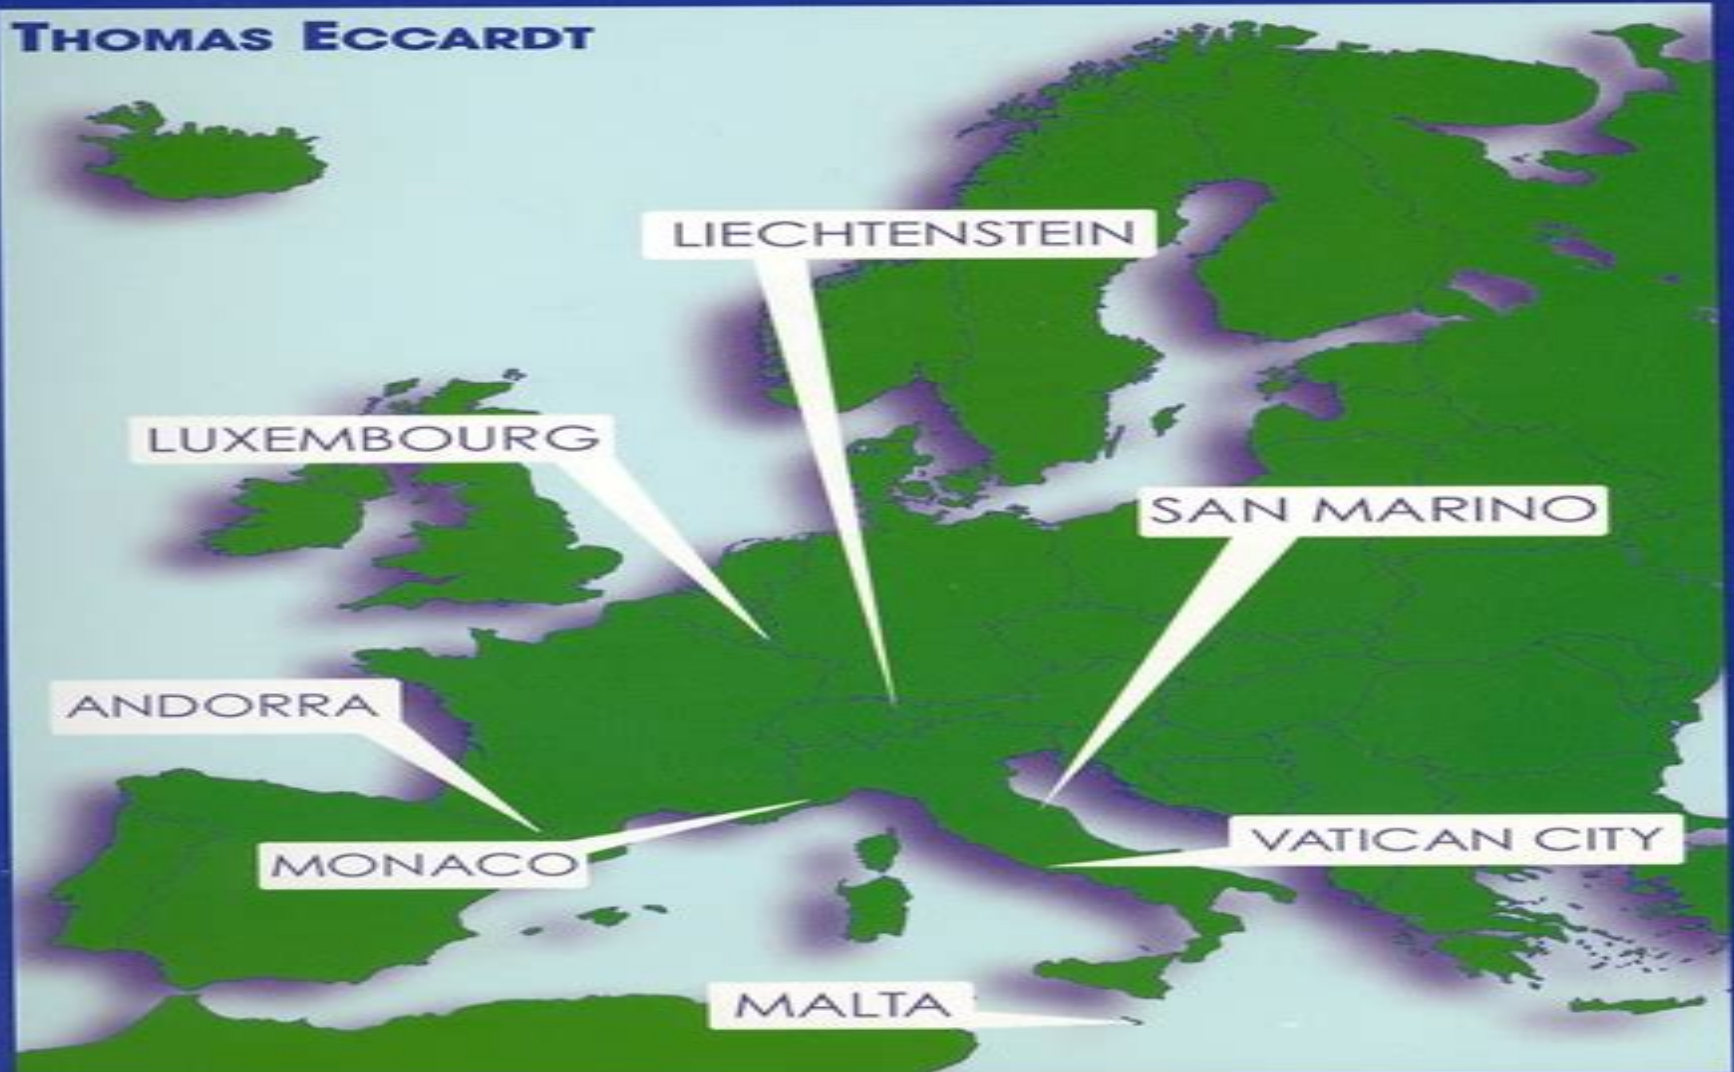 THOMAS ECCARDT
LIECHTENSTEIN
LUXEMBOURG
SAN MARINO
ANDORRA
VATICAN CITY
MONACO
MALTA